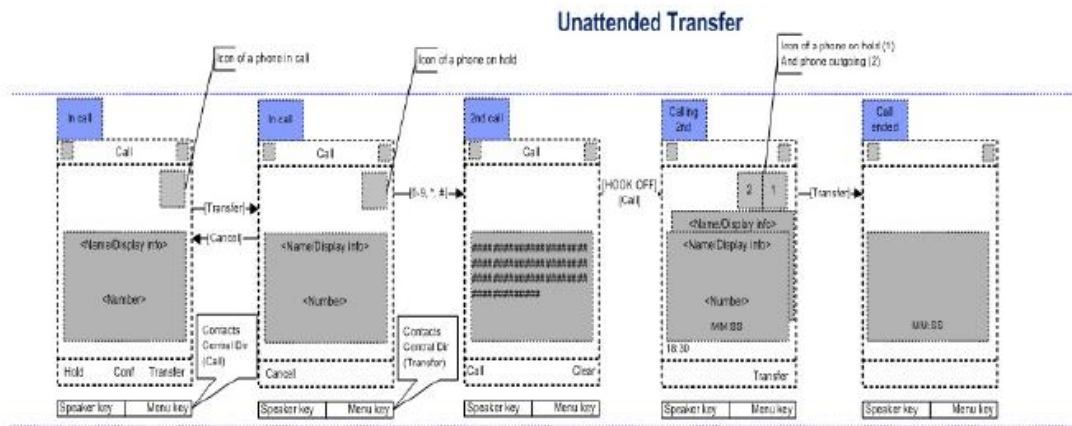 Unattended Transfer
Icon of a phone in call
Icon of a phone on hold
Icon of a phone on hold (1)
And phone outgoing (2)
In call
Call
<Name/Display info>
<Number>
Hold Conf Transfer
Speaker key Menu key
[Transfer]
[Cancel]
Contacts
Central Dir
(Call)
In call
Call
<Name/Display info>
<Number>
Cancel
Speaker key Menu key
[0-9, *, #]
Contacts
Central Dir
(Transfer)
2nd call
Call
Call Clear
Speaker key Menu key
[HOOK OFF]
[Call]
Calling
2nd
2 1
<Name/Display info>
<Name/Display info>
<Number>
MM:SS
18:30
Transfer
Speaker key Menu key
[Transfer]
Call
ended
MM:SS
Speaker key Menu key